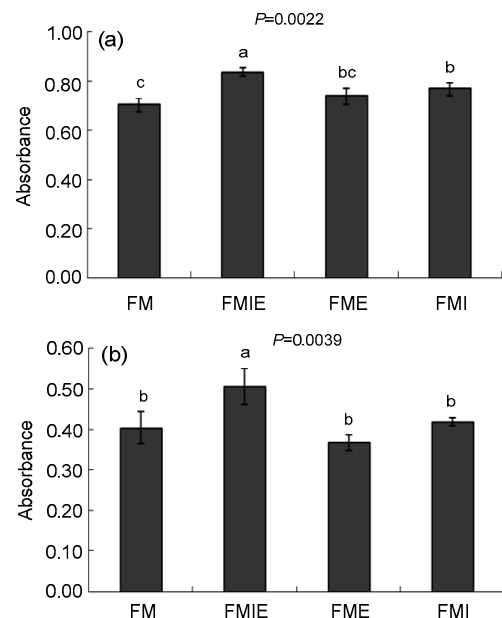 P=0.0022
(a)
1.00
a
c
bc
b
0.80
0.60
Absorbance
0.40
0.20
0.00
FM FMIE FME FMI
P=0.0039
(b)
0.60
a
b
b
b
0.50
0.40
0.30
Absorbance
0.20
0.10
0.00
FM FMIE FME FMI